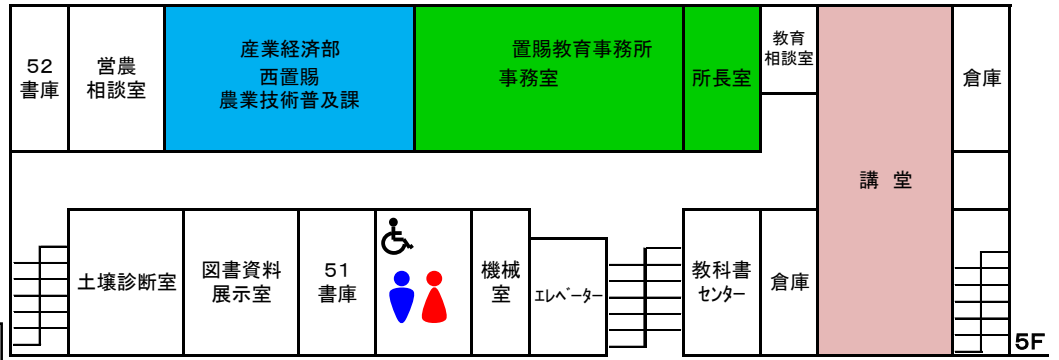 52
書庫
営農
相談室
産業経済部
西置賜
農業技術普及課
置賜教育事務所
事務室
所長室
教育
相談室
講 堂
倉庫
土壌診断室
図書資料
展示室
51
書庫
機械
室
エレベーター
教科書
センター
倉庫
5F